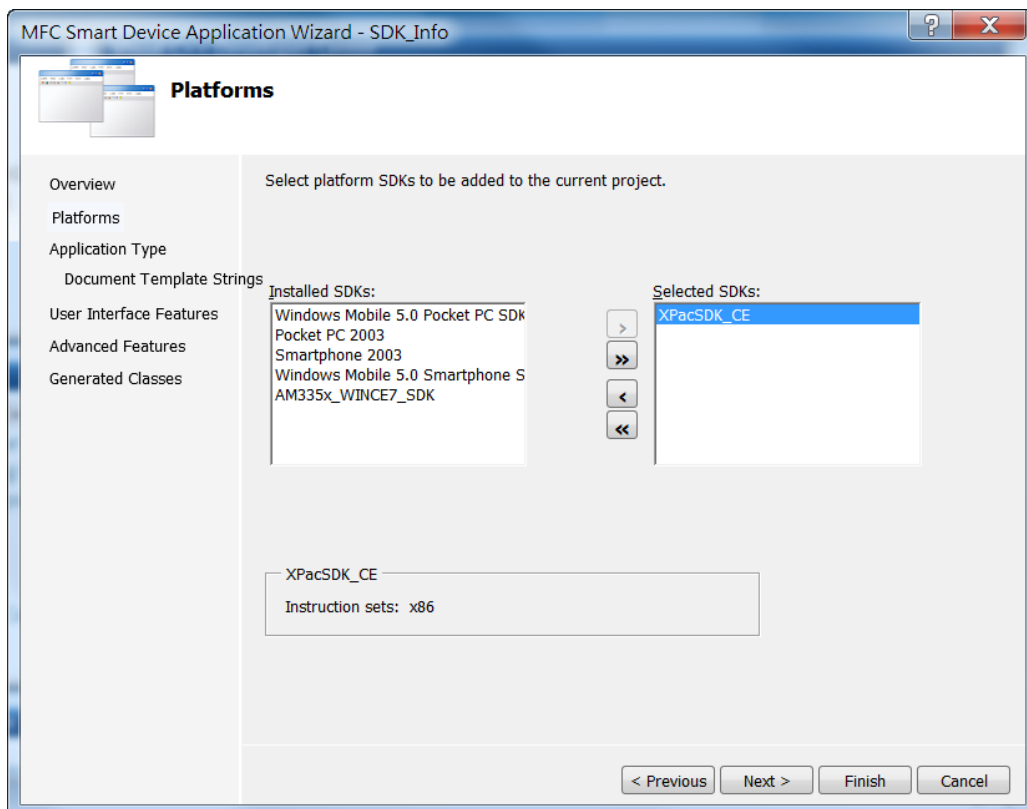 MFC Smart Device Application Wizard - SDK_Info
Platforms
Overview
Platforms
Application Type
Document Template Strings
User Interface Features
Advanced Features
Generated Classes
Select platform SDKs to be added to the current project.
Installed SDKs:
Windows Mobile 5.0 Pocket PC SDK
Pocket PC 2003
Smartphone 2003
Windows Mobile 5.0 Smartphone S
AM335x_WINCE7_SDK
>
»
<
«
Selected SDKs:
XPacSDK_CE
XPacSDK_CE
Instruction sets: x86
< Previous
Next >
Finish
Cancel